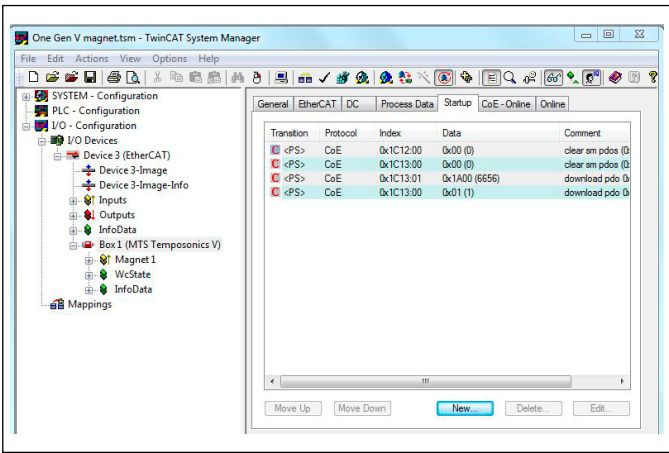 One Gen V magnet.tsm - TwinCAT System Manager
File Edit Actions View Options Help
SYSTEM - Configuration
PLC - Configuration
I/O - Configuration
I/O Devices
Device 3 (EtherCAT)
Device 3-Image
Device 3-Image-Info
Inputs
Outputs
InfoData
Box 1 (MTS Temposonics V)
Magnet 1
WcState
InfoData
Mappings
General EtherCAT DC Process Data Startup CoE - Online Online
Transition Protocol Index Data Comment
C <PS> CoE 0x1C12:00 0x00 (0) clear sm pdos (0x
C <PS> CoE 0x1C13:00 0x00 (0) clear sm pdos (0x
C <PS> CoE 0x1C13:01 0x1A00 (6656) download pdo 0x
C <PS> CoE 0x1C13:00 0x01 (1) download pdo 0x
Move Up Move Down New... Delete... Edit...